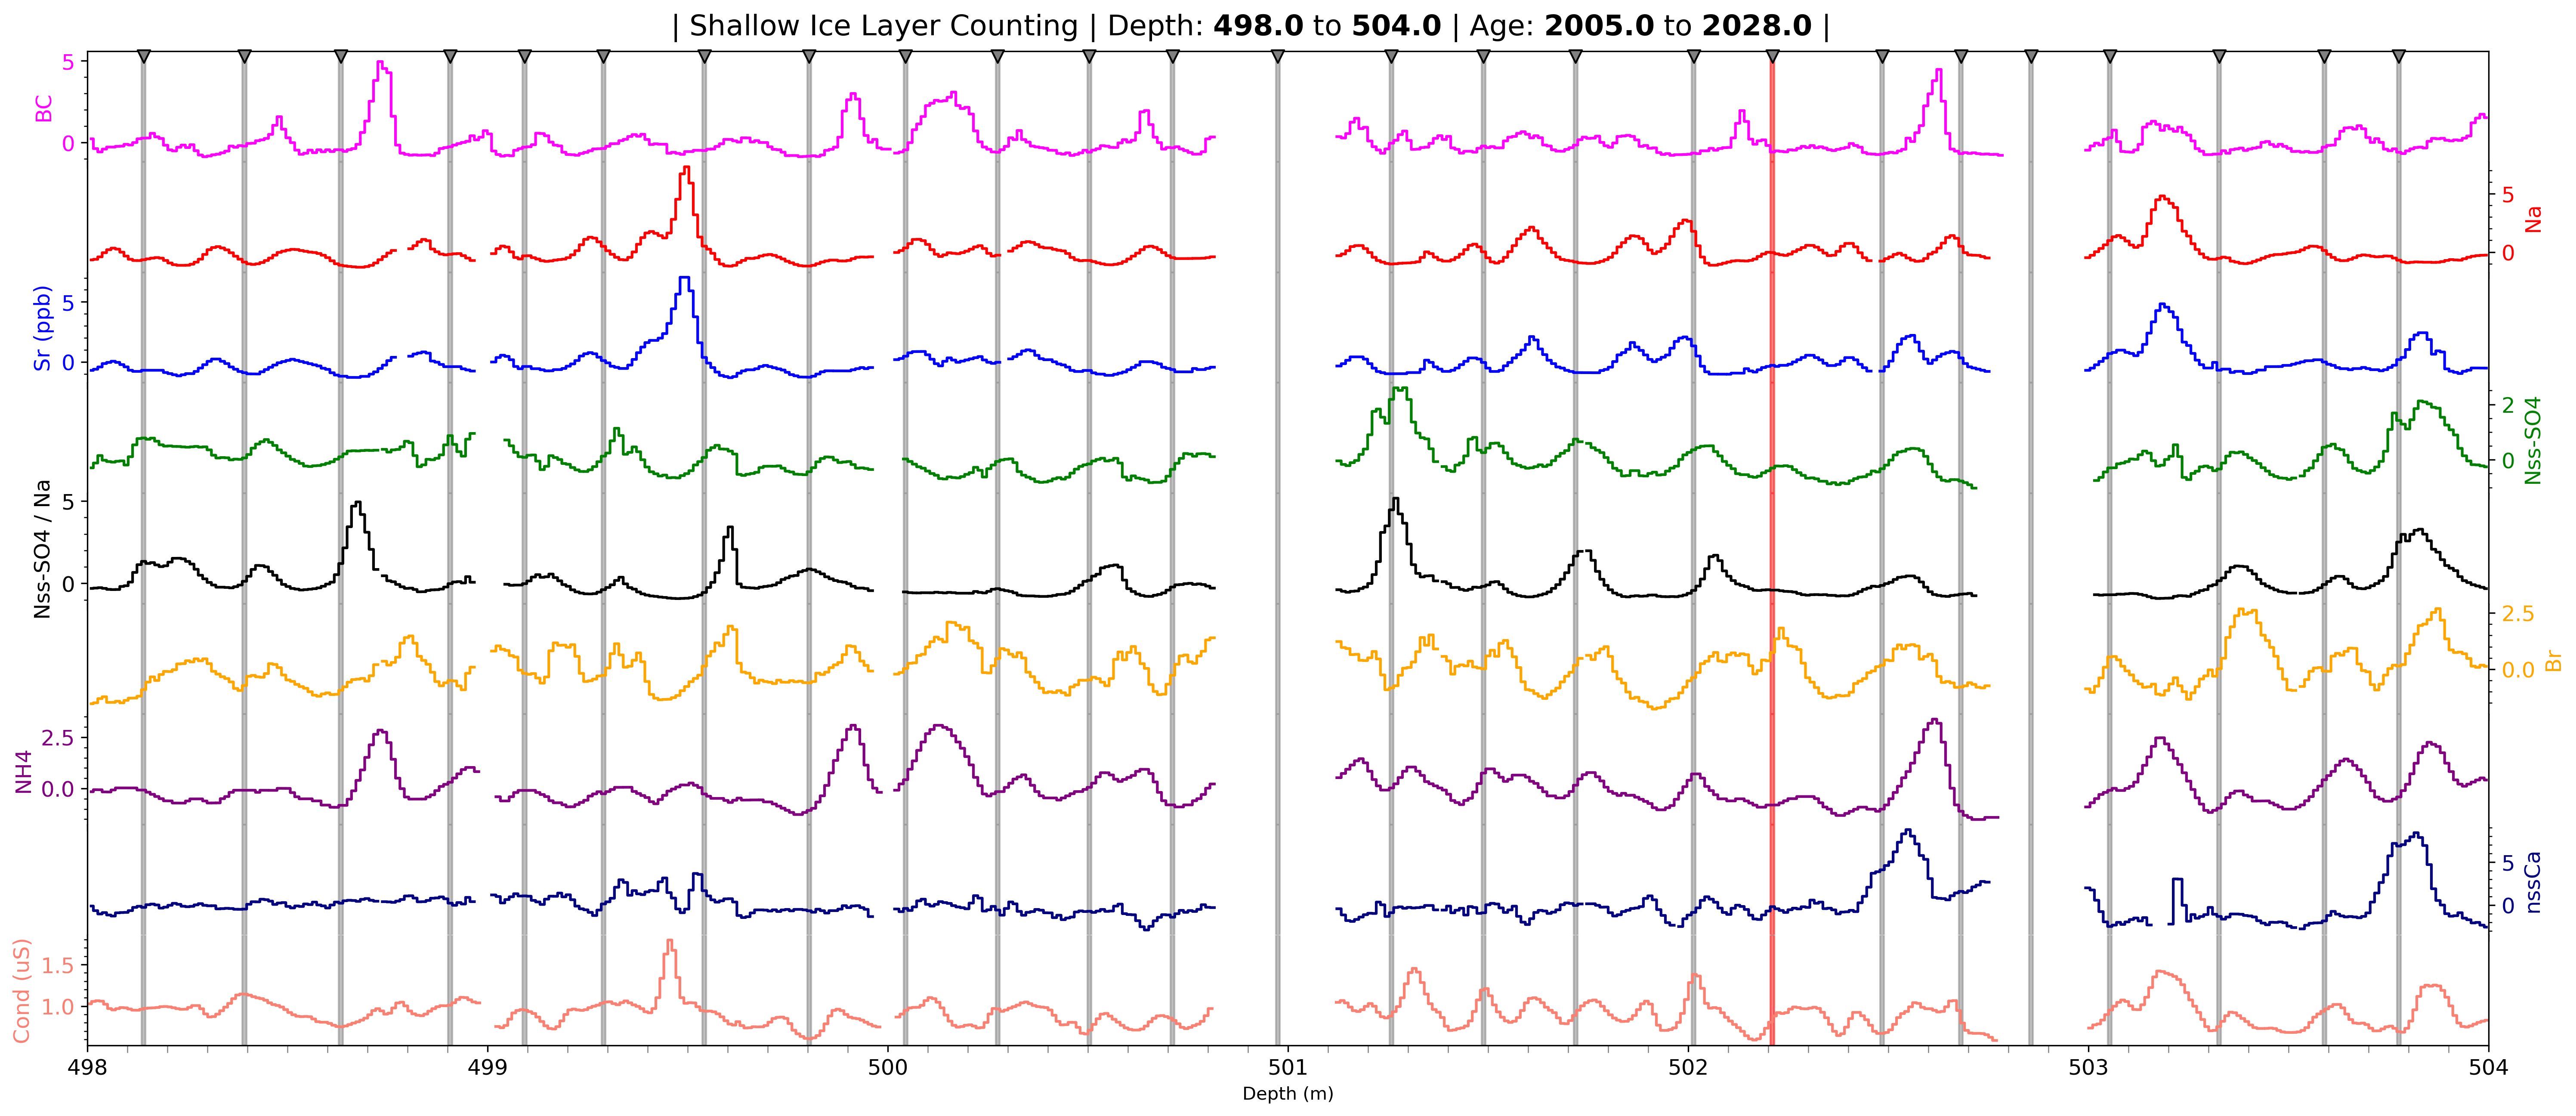 | Shallow Ice Layer Counting | Depth: 498.0 to 504.0 | Age: 2005.0 to 2028.0 |
BC
5
0
Na
5
0
Sr (ppb)
5
0
Nss-SO4
2
0
Nss-SO4 / Na
5
0
Br
2.5
0.0
NH4
2.5
0.0
nssCa
5
0
Cond (uS)
1.5
1.0
498 499 500 501 502 503 504
Depth (m)